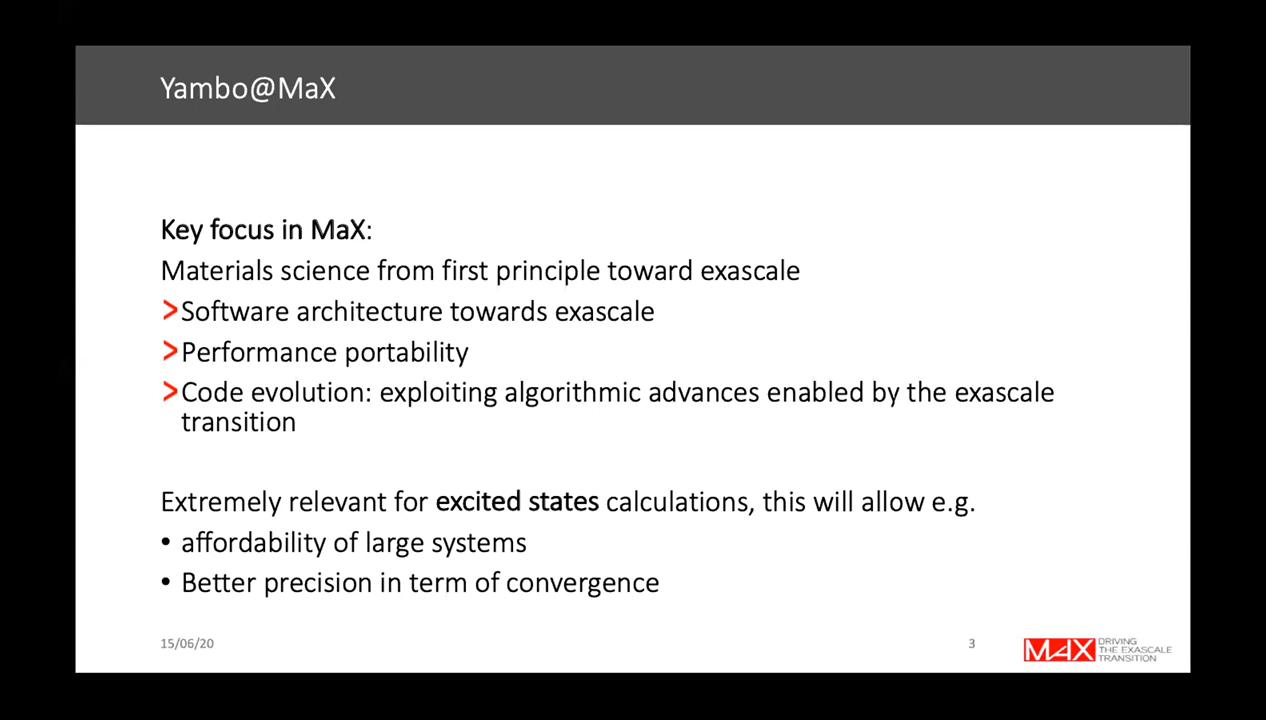 Yambo@MaX
Key focus in MaX:
Materials science from first principle toward exascale
>Software architecture towards exascale
>Performance portability
>Code evolution: exploiting algorithmic advances enabled by the exascale
transition
Extremely relevant for excited states calculations, this will allow e.g.
• affordability of large systems
• Better precision in term of convergence
15/06/20
3
MAX
DRIVING
THE EXASCALE
TRANSITION